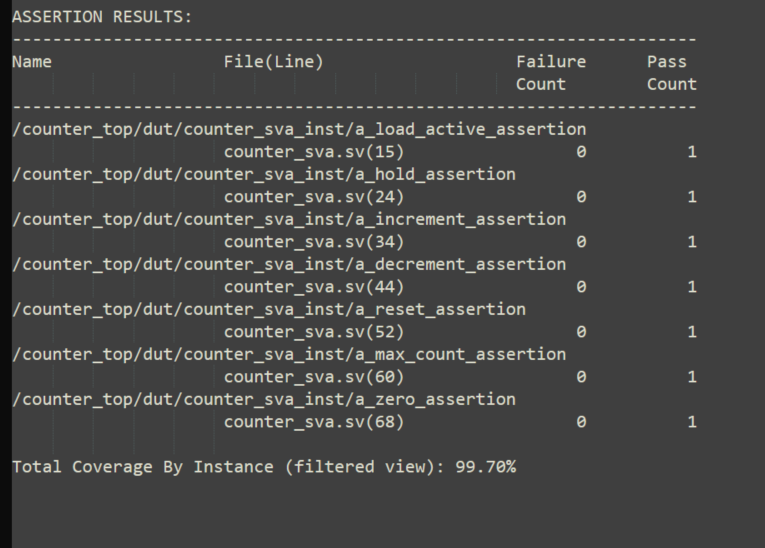 ASSERTION RESULTS:
--------------------------------------------------------------------
Name                 File(Line)                   Failure      Pass
                                                  Count        Count
--------------------------------------------------------------------
/counter_top/dut/counter_sva_inst/a_load_active_assertion
                     counter_sva.sv(15)                 0          1
/counter_top/dut/counter_sva_inst/a_hold_assertion
                     counter_sva.sv(24)                 0          1
/counter_top/dut/counter_sva_inst/a_increment_assertion
                     counter_sva.sv(34)                 0          1
/counter_top/dut/counter_sva_inst/a_decrement_assertion
                     counter_sva.sv(44)                 0          1
/counter_top/dut/counter_sva_inst/a_reset_assertion
                     counter_sva.sv(52)                 0          1
/counter_top/dut/counter_sva_inst/a_max_count_assertion
                     counter_sva.sv(60)                 0          1
/counter_top/dut/counter_sva_inst/a_zero_assertion
                     counter_sva.sv(68)                 0          1
Total Coverage By Instance (filtered view): 99.70%